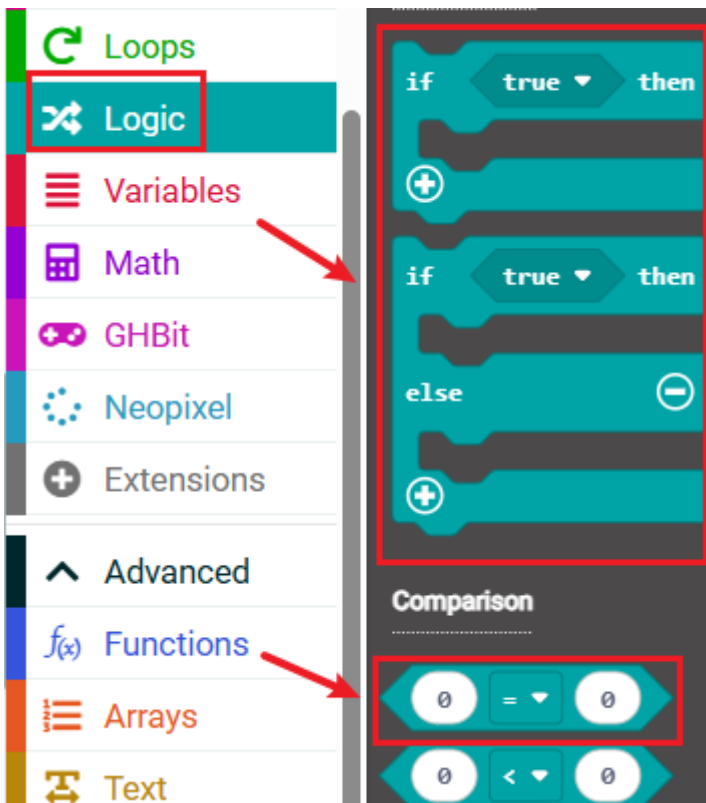 Loops
Logic
Variables
Math
GHBit
Neopixel
Extensions
Advanced
f(x) Functions
Arrays
Text
if true then
if true then
else
Comparison
0 = 0
0 < 0